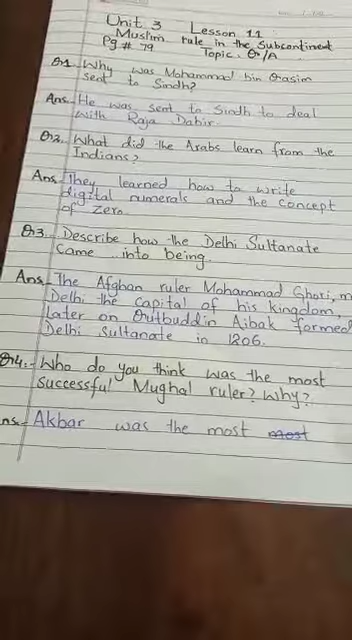 Unit 3 Lesson 11
Muslim rule in the Subcontinent
Pg # 79 Topic: Q/A
Q1. Why was Mohammad bin Qasim
sent to Sindh?
Ans. He was sent to Sindh to deal
with Raja Dahir.
Q2. What did the Arabs learn from the
Indians?
Ans. They learned how to write
digital numerals and the concept
of Zero.
Q3. Describe how the Delhi Sultanate
came into being.
Ans. The Afghan ruler Mohammad Ghori, m
Delhi the capital of his kingdom,
Later on Qutbuddin Aibak formed
Delhi Sultanate in 1206.
Q4. Who do you think was the most
successful Mughal ruler? Why?
ns. Akbar was the most most